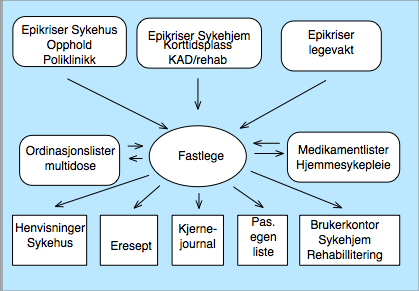 Epikriser Sykehus
Opphold
Poliklinikk
Epikriser Sykehjem
Korttidsplass
KAD/rehab
Epikriser
legevakt
Ordinasjonslister
multidose
Fastlege
Medikamentlister
Hjemmesykepleie
Henvisninger
Sykehus
Eresept
Kjerne-
journal
Pas.
egen
liste
Brukerkontor
Sykehjem
Rehabillitering